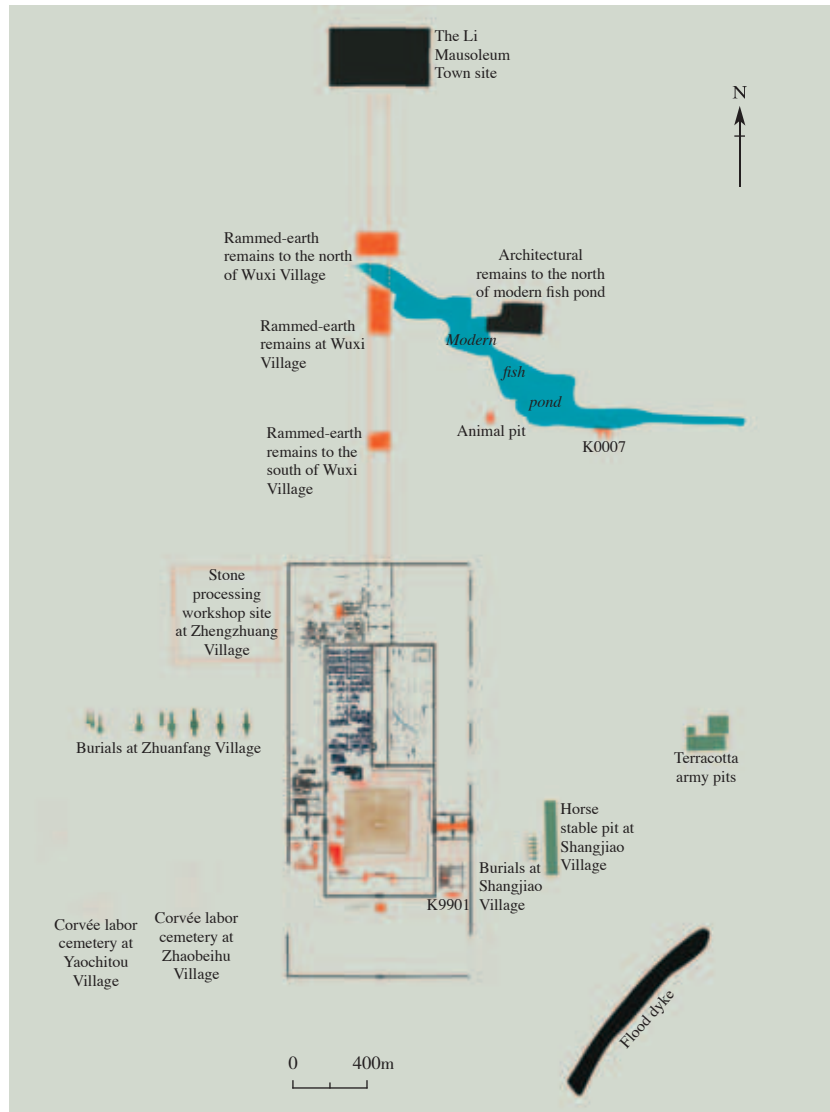 The Li
Mausoleum
Town site
N
Rammed-earth
remains to the north
of Wuxi Village
Architectural
remains to the north
of modern fish pond
Rammed-earth
remains at Wuxi
Village
Modern
fish
pond
Animal pit
K0007
Rammed-earth
remains to the
south of Wuxi
Village
Stone
processing
workshop site
at Zhengzhuang
Village
Burials at Zhuanfang Village
Terracotta
army pits
Horse
stable pit at
Shangjiao
Village
Burials at
Shangjiao
Village
K9901
Corvée labor
cemetery at
Yaochitou
Village
Corvée labor
cemetery at
Zhaobeihu
Village
Flood dyke
0 400m